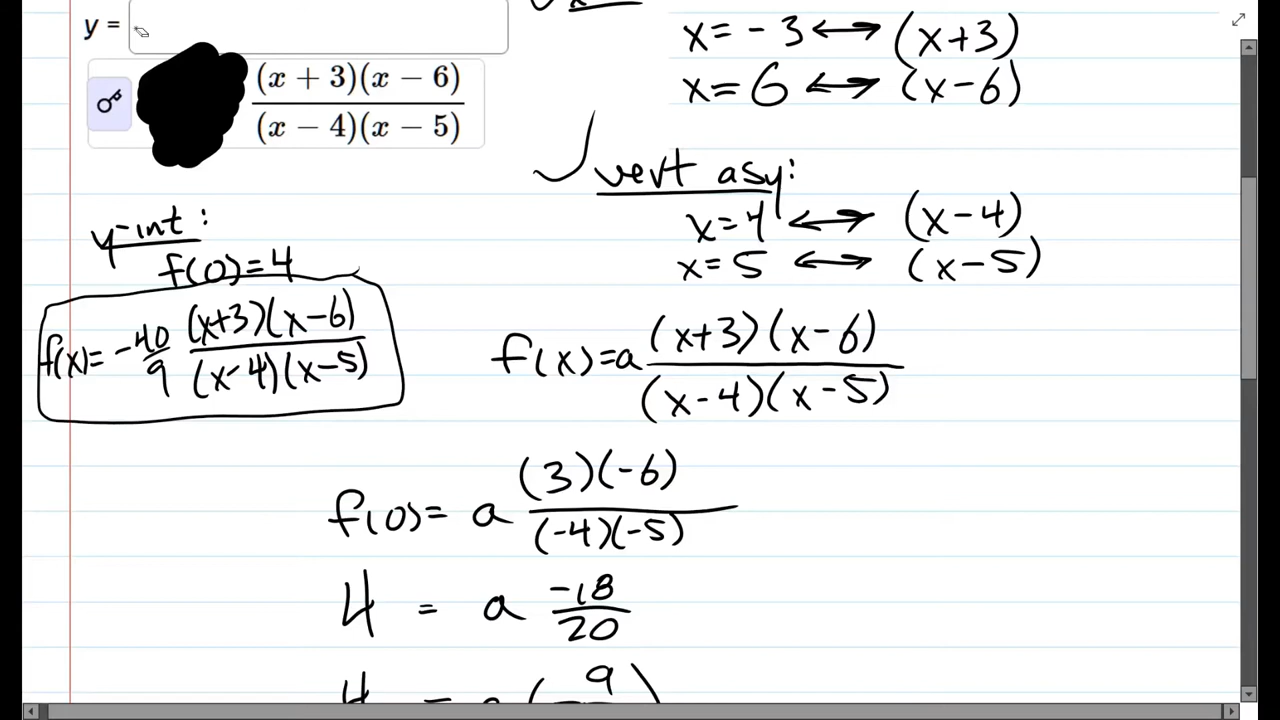 y =
(x + 3)(x − 6)
(x − 4)(x − 5)
x = -3 ↔ (x+3)
x = 6 ↔ (x-6)
vert asy:
x=4 ↔ (x-4)
x=5 ↔ (x-5)
y-int:
f(0)=4
f(x)= -40/9 (x+3)(x-6)/(x-4)(x-5)
f(x)=a (x+3)(x-6)/(x-4)(x-5)
f(0)= a (3)(-6)/(-4)(-5)
4 = a -18/20